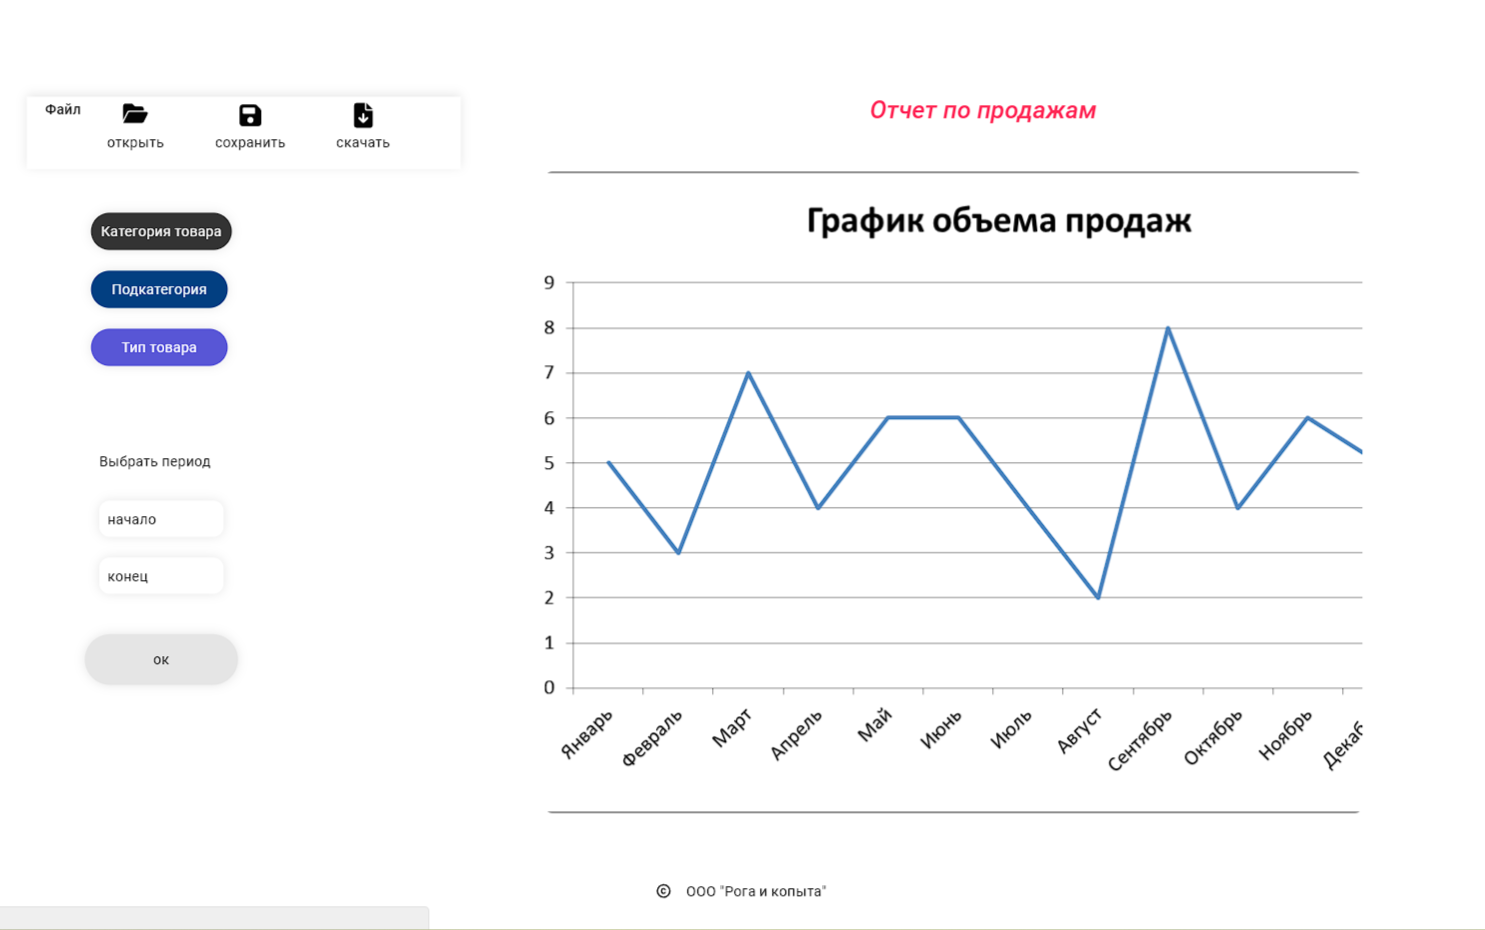 Файл
открыть сохранить скачать
Отчет по продажам
Категория товара
Подкатегория
Тип товара
Выбрать период
начало
конец
ок
График объема продаж
9
8
7
6
5
4
3
2
1
0
Январь Февраль Март Апрель Май Июнь Июль Август Сентябрь Октябрь Ноябрь Декаб
© ООО "Рога и копыта"